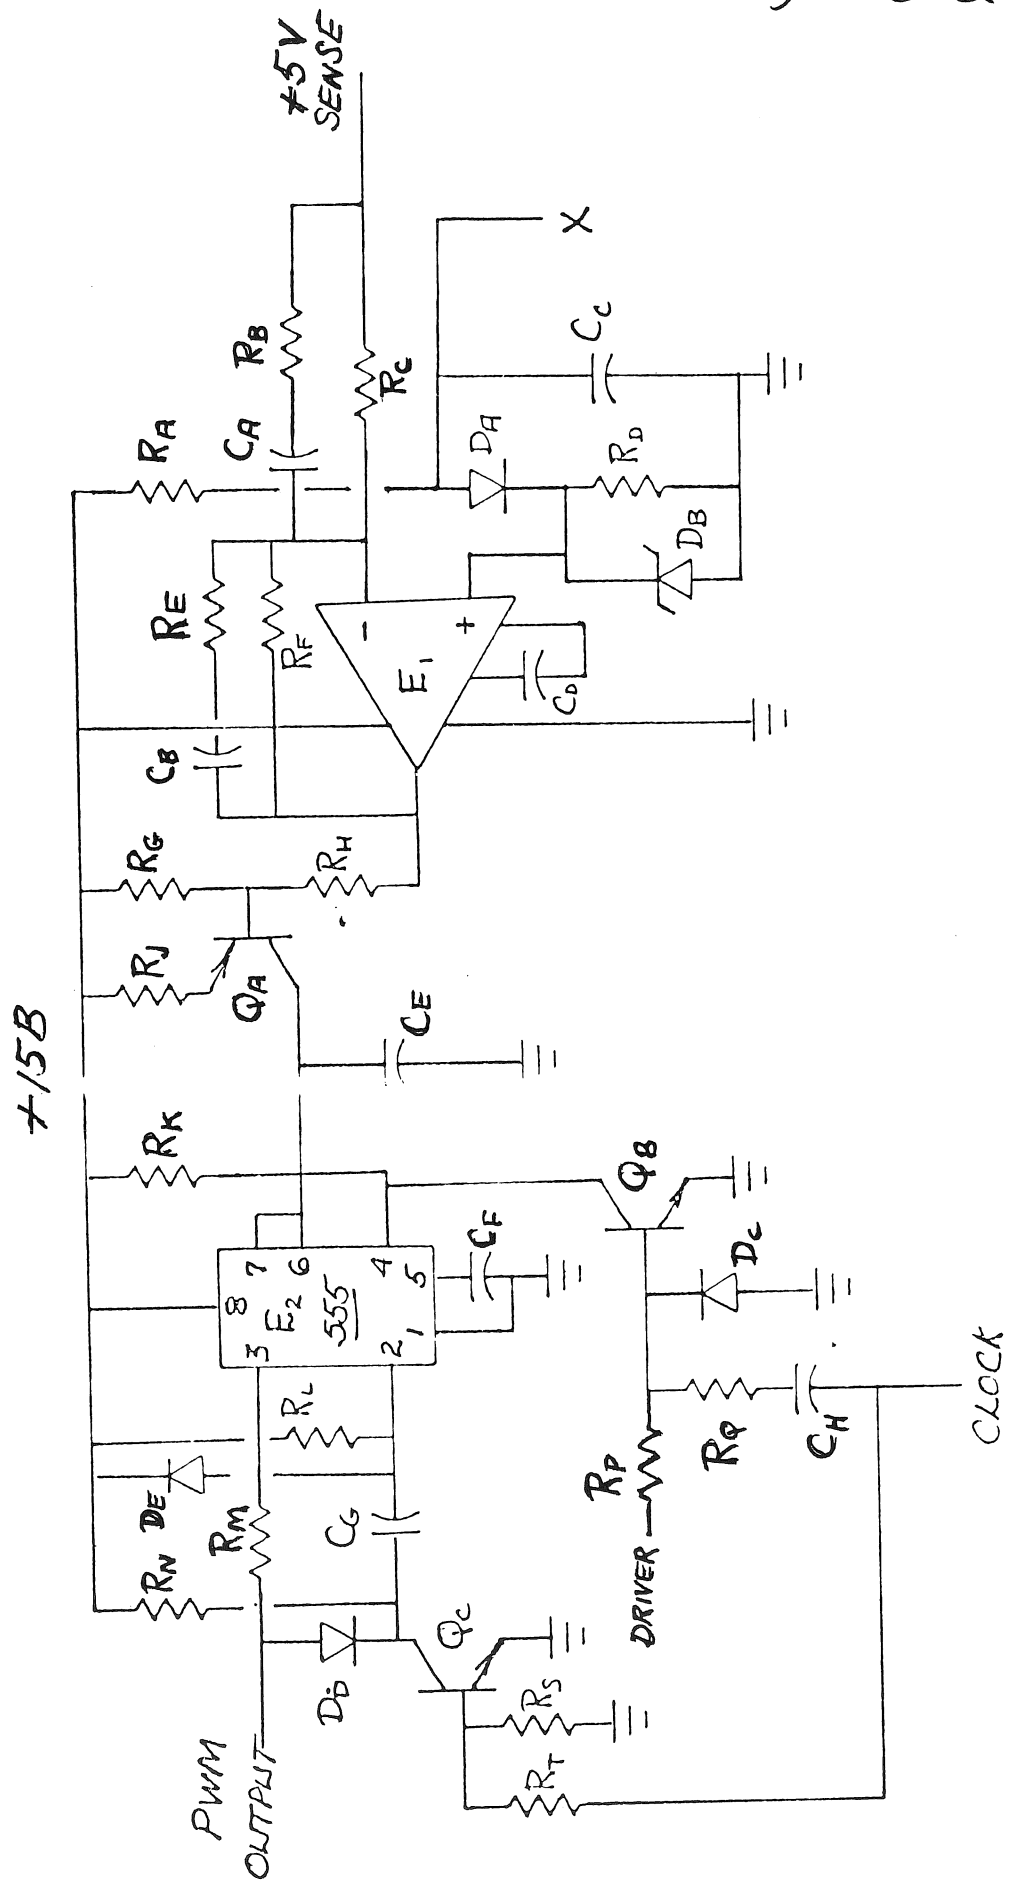 +15B
+5V
SENSE
RA
RB
CA
RC
X
CC
DA
RD
DB
RE
RF
CB
E1
-
+
CD
RG
RH
RJ
QA
CE
RK
QB
DC
CF
8
7
6
4
5
1
2
3
E2
555
RL
DE
RM
RN
CG
DD
QC
RS
RT
RP
DRIVER
RQ
CH
CLOCK
PWM
OUTPUT